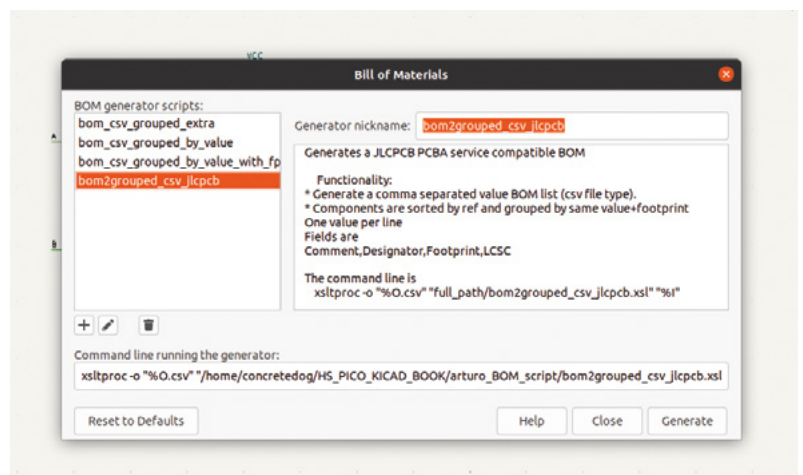 VCC
Bill of Materials
BOM generator scripts:
bom_csv_grouped_extra
bom_csv_grouped_by_value
bom_csv_grouped_by_value_with_fp
bom2grouped_csv_jlcpcb
Generator nickname: bom2grouped_csv_jlcpcb
Generates a JLCPCB PCBA service compatible BOM
Functionality:
* Generate a comma separated value BOM list (csv file type).
* Components are sorted by ref and grouped by same value+footprint
One value per line
Fields are
Comment,Designator,Footprint,LCSC
The command line is
xsltproc -o "%O.csv" "full_path/bom2grouped_csv_jlcpcb.xsl" "%I"
A
B
Command line running the generator:
xsltproc -o "%O.csv" "/home/concretedog/HS_PICO_KICAD_BOOK/arturo_BOM_script/bom2grouped_csv_jlcpcb.xsl
Reset to Defaults
Help
Close
Generate